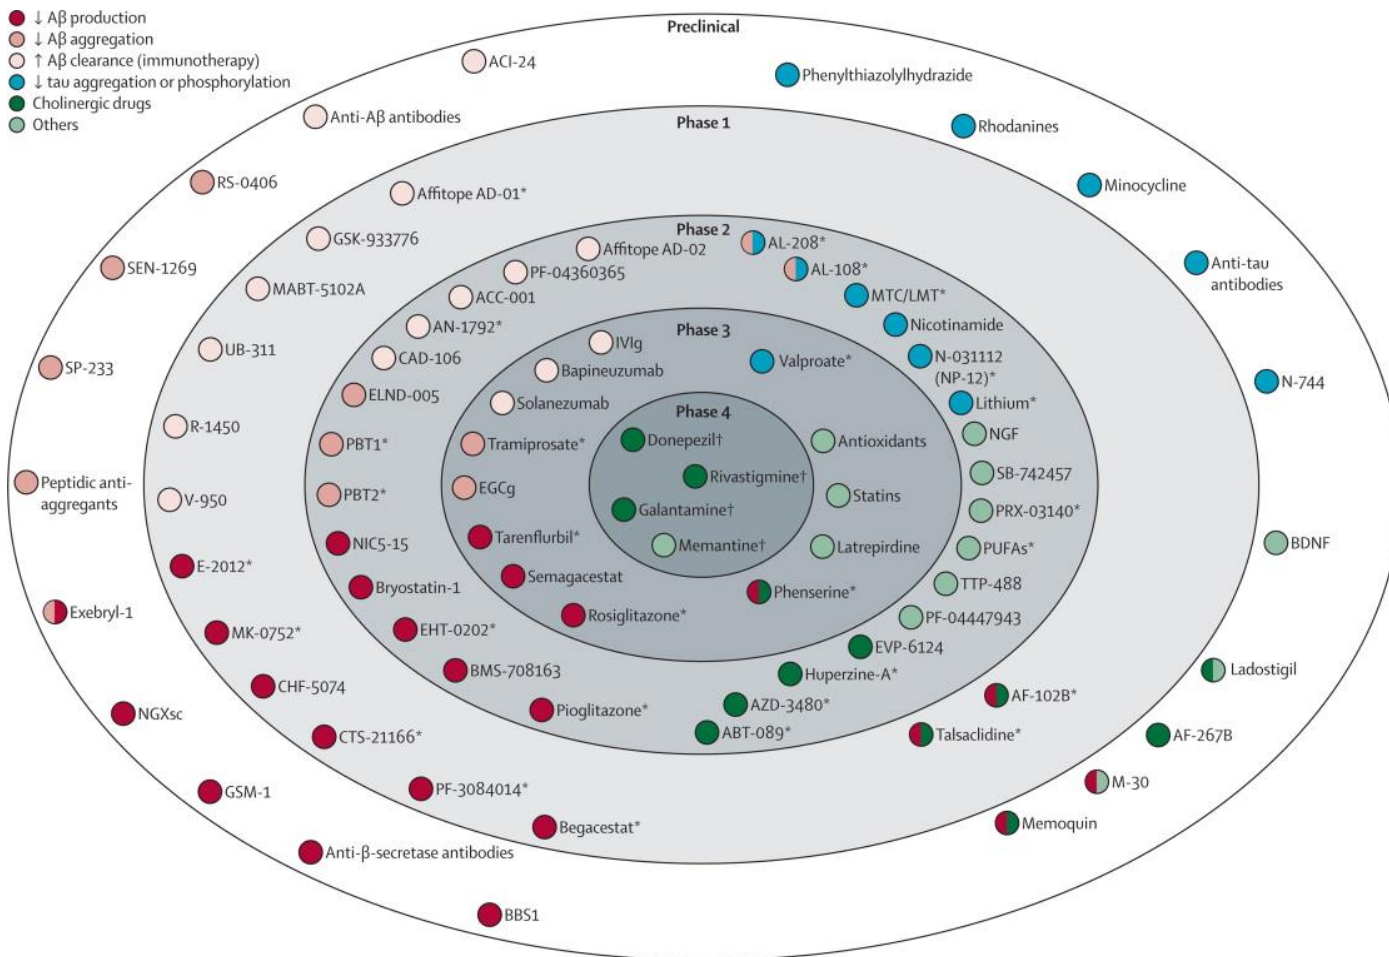 ↓ Aβ production
↓ Aβ aggregation
↑ Aβ clearance (immunotherapy)
↓ tau aggregation or phosphorylation
Cholinergic drugs
Others
Preclinical
ACI-24
Phenylthiazolylhydrazide
Anti-Aβ antibodies
Rhodanines
RS-0406
Minocycline
SEN-1269
Anti-tau
antibodies
SP-233
N-744
Peptidic anti-
aggregants
BDNF
Exebryl-1
Ladostigil
NGXsc
AF-267B
GSM-1
M-30
Memoquin
Anti-β-secretase antibodies
BBS1
Phase 1
Affitope AD-01*
GSK-933776
MABT-5102A
UB-311
R-1450
V-950
E-2012*
MK-0752*
CHF-5074
CTS-21166*
PF-3084014*
Begacestat*
AF-102B*
Talsaclidine*
Phase 2
Affitope AD-02
AL-208*
PF-04360365
AL-108*
ACC-001
MTC/LMT*
AN-1792*
Nicotinamide
CAD-106
N-031112
(NP-12)*
ELND-005
Lithium*
PBT1*
NGF
SB-742457
PBT2*
PRX-03140*
NIC5-15
PUFAs*
Bryostatin-1
TTP-488
EHT-0202*
PF-04447943
BMS-708163
EVP-6124
Huperzine-A*
Pioglitazone*
AZD-3480*
ABT-089*
Phase 3
IVIg
Valproate*
Bapineuzumab
Solanezumab
Tramiprosate*
Antioxidants
EGCg
Statins
Tarenflurbil*
Latrepirdine
Semagacestat
Phenserine*
Rosiglitazone*
Phase 4
Donepezil†
Rivastigmine†
Galantamine†
Memantine†